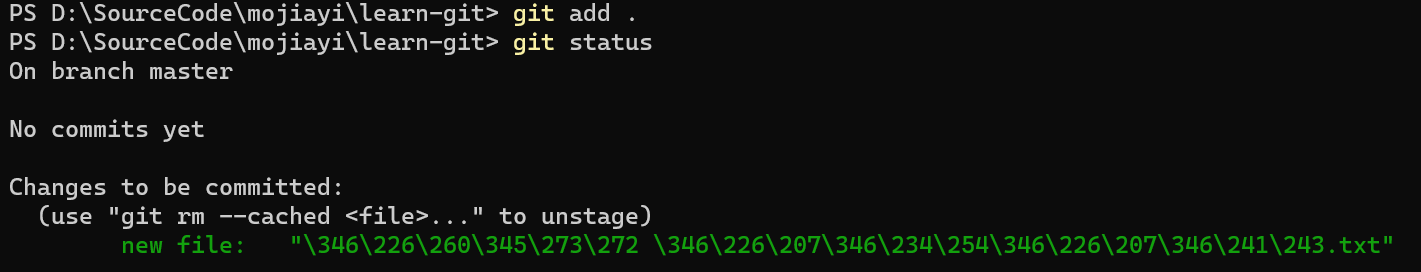 PS D:\SourceCode\mojiayi\learn-git> git add .
PS D:\SourceCode\mojiayi\learn-git> git status
On branch master
No commits yet
Changes to be committed:
(use "git rm --cached <file>..." to unstage)
new file: "\346\226\260\345\273\272 \346\226\207\346\234\254\346\226\207\346\241\243.txt"